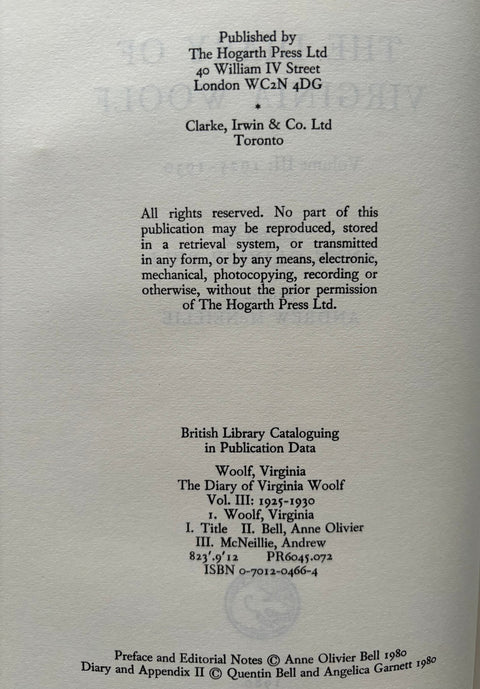 Published by
The Hogarth Press Ltd
40 William IV Street
London WC2N 4DG
*
Clarke, Irwin & Co. Ltd
Toronto
All rights reserved. No part of this
publication may be reproduced, stored
in a retrieval system, or transmitted
in any form, or by any means, electronic,
mechanical, photocopying, recording or
otherwise, without the prior permission
of The Hogarth Press Ltd.
British Library Cataloguing
in Publication Data
Woolf, Virginia
The Diary of Virginia Woolf
Vol. III: 1925-1930
1. Woolf, Virginia
I. Title II. Bell, Anne Olivier
III. McNeillie, Andrew
823'.9'12 PR6045.072
ISBN 0-7012-0466-4
Preface and Editorial Notes © Anne Olivier Bell 1980
Diary and Appendix II © Quentin Bell and Angelica Garnett 1980